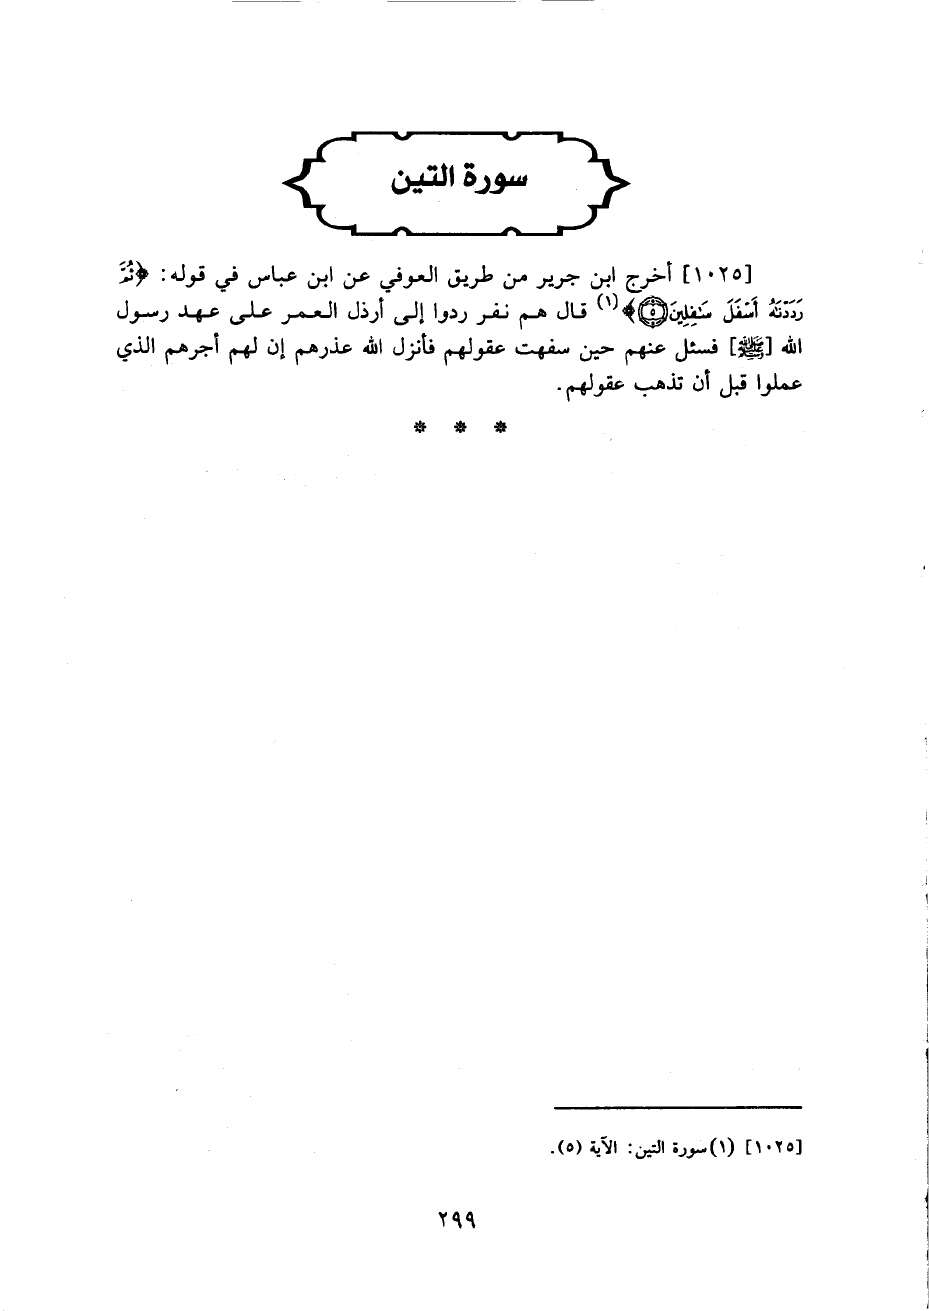 سورة التين
[١٠٢٥] أخرج ابن جرير من طريق العوفي عن ابن عباس في قوله: ﴿ثُمَّ
رَدَدْنَٰهُ أَسْفَلَ سَٰفِلِينَ ۝٥﴾(١) قال هم نفر ردوا إلى أرذل العمر على عهد رسول
الله [ﷺ] فسئل عنهم حين سفهت عقولهم فأنزل الله عذرهم إن لهم أجرهم الذي
عملوا قبل أن تذهب عقولهم.
* * *
[١٠٢٥] (١) سورة التين: الآية (٥).
٢٩٩